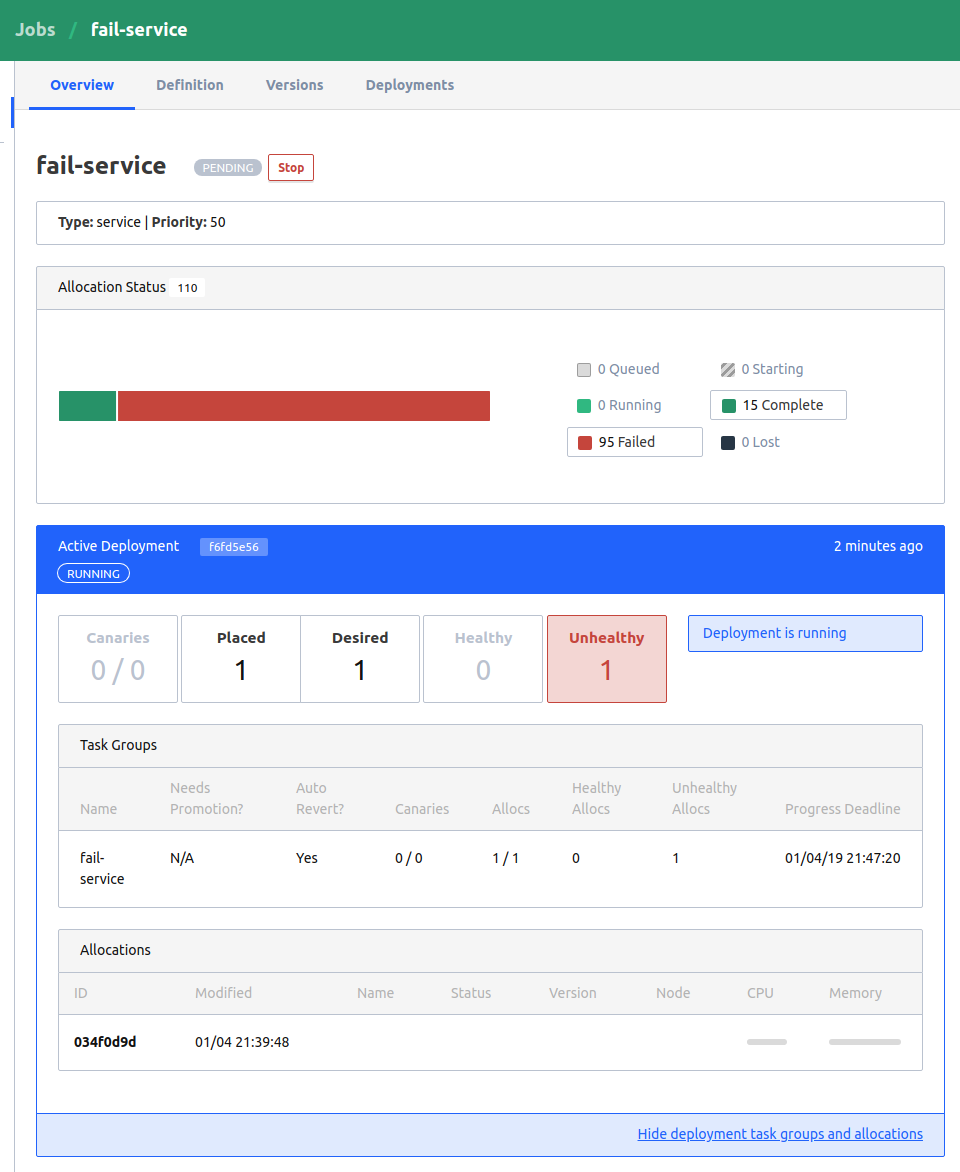 Jobs / fail-service
Overview Definition Versions Deployments
fail-service PENDING Stop
Type: service | Priority: 50
Allocation Status 110
0 Queued 0 Starting
0 Running 15 Complete
95 Failed 0 Lost
Active Deployment f6fd5e56 2 minutes ago
RUNNING
Canaries Placed Desired Healthy Unhealthy Deployment is running
0 / 0 1 1 0 1
Task Groups
Name Needs Promotion? Auto Revert? Canaries Allocs Healthy Allocs Unhealthy Allocs Progress Deadline
fail-service N/A Yes 0 / 0 1 / 1 0 1 01/04/19 21:47:20
Allocations
ID Modified Name Status Version Node CPU Memory
034f0d9d 01/04 21:39:48
Hide deployment task groups and allocations